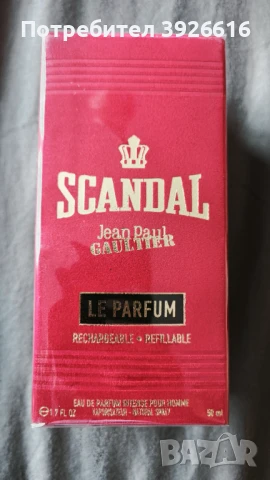 Потребител 3926616
SCANDAL
Jean Paul
GAULTIER
LE PARFUM
RECHARGEABLE • REFILLABLE
EAU DE PARFUM INTENSE POUR HOMME
℮ 1.7 FL OZ VAPORISATEUR - NATURAL SPRAY 50 ml
BAZAR